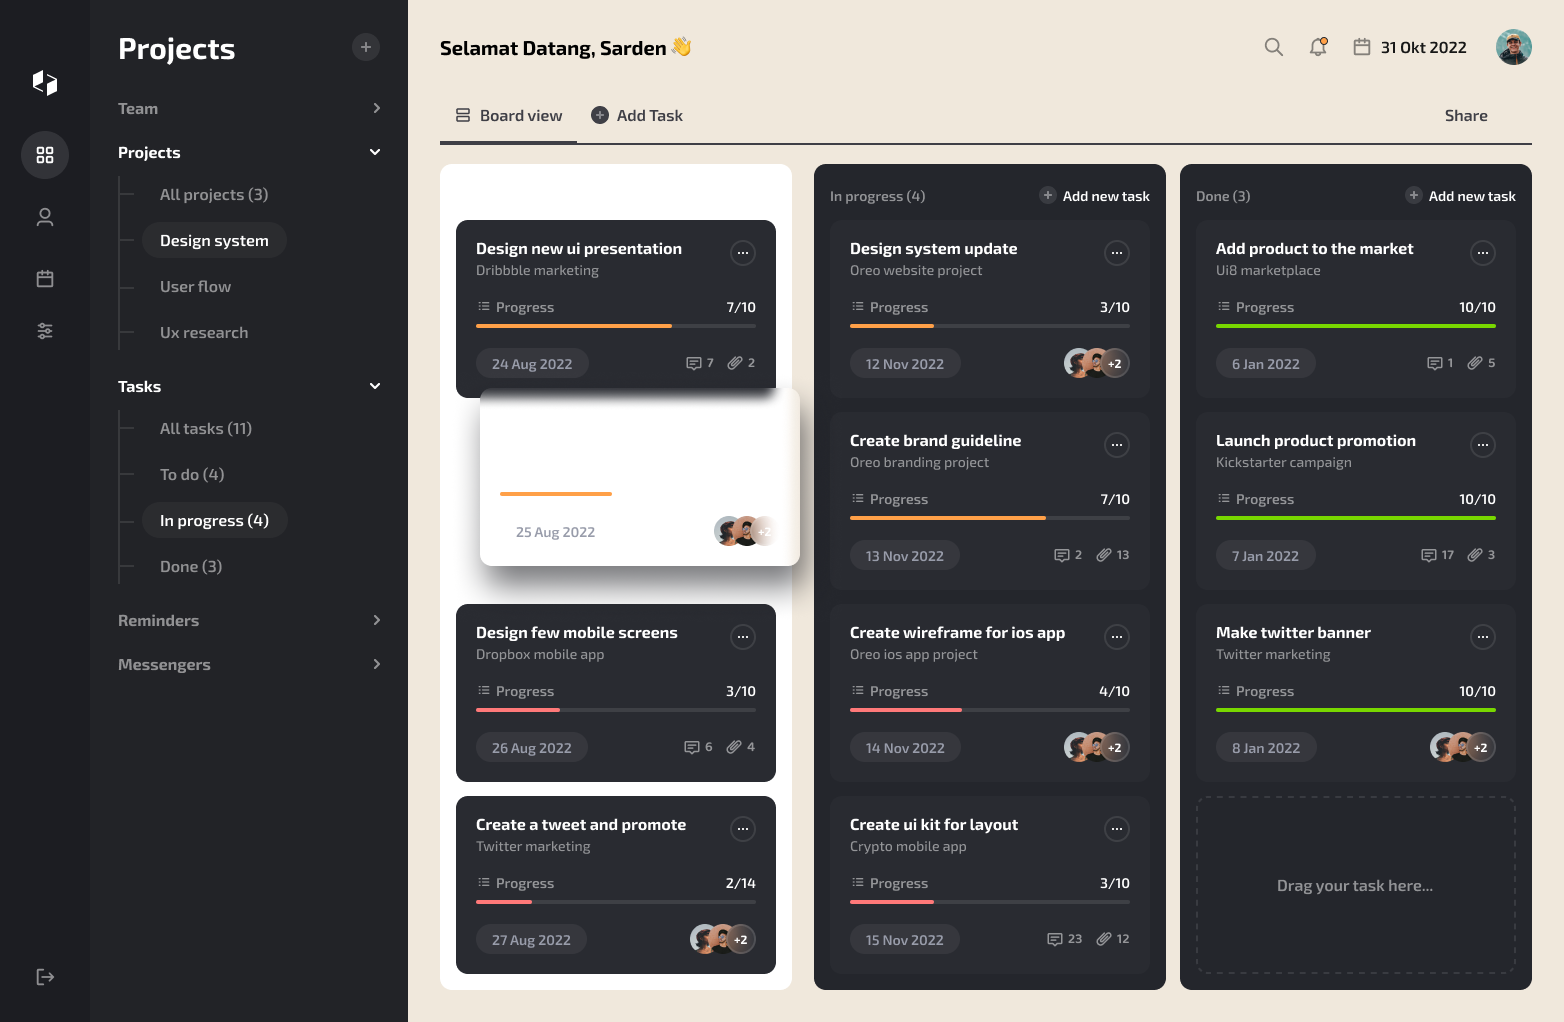 Projects
Team
Projects
All projects (3)
Design system
User flow
Ux research
Tasks
All tasks (11)
To do (4)
In progress (4)
Done (3)
Reminders
Messengers
Selamat Datang, Sarden👋
31 Okt 2022
Board view
Add Task
Share
Design new ui presentation
Dribbble marketing
Progress 7/10
24 Aug 2022 7 2
25 Aug 2022 +2
Design few mobile screens
Dropbox mobile app
Progress 3/10
26 Aug 2022 6 4
Create a tweet and promote
Twitter marketing
Progress 2/14
27 Aug 2022 +2
In progress (4) Add new task
Design system update
Oreo website project
Progress 3/10
12 Nov 2022 +2
Create brand guideline
Oreo branding project
Progress 7/10
13 Nov 2022 2 13
Create wireframe for ios app
Oreo ios app project
Progress 4/10
14 Nov 2022 +2
Create ui kit for layout
Crypto mobile app
Progress 3/10
15 Nov 2022 23 12
Done (3) Add new task
Add product to the market
Ui8 marketplace
Progress 10/10
6 Jan 2022 1 5
Launch product promotion
Kickstarter campaign
Progress 10/10
7 Jan 2022 17 3
Make twitter banner
Twitter marketing
Progress 10/10
8 Jan 2022 +2
Drag your task here...